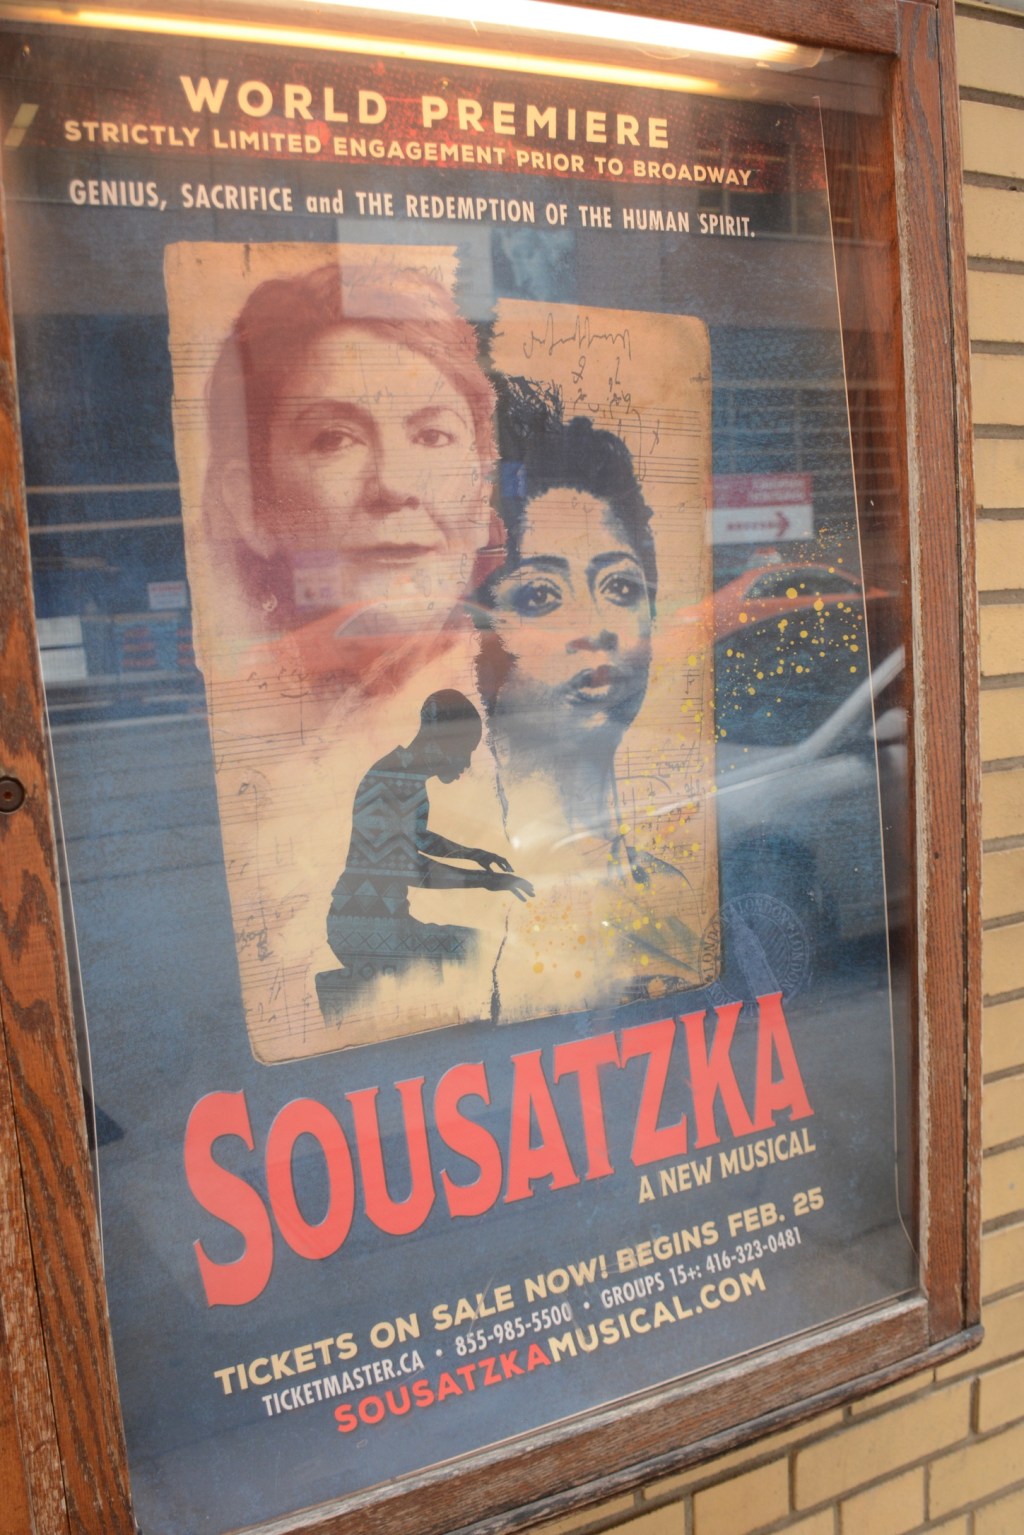 WORLD PREMIERE
STRICTLY LIMITED ENGAGEMENT PRIOR TO BROADWAY
GENIUS, SACRIFICE and THE REDEMPTION OF THE HUMAN SPIRIT.
LONDON
SOUSATZKA
A NEW MUSICAL
TICKETS ON SALE NOW! BEGINS FEB. 25
TICKETMASTER.CA • 855-985-5500 • GROUPS 15+: 416-323-0481
SOUSATZKAMUSICAL.COM